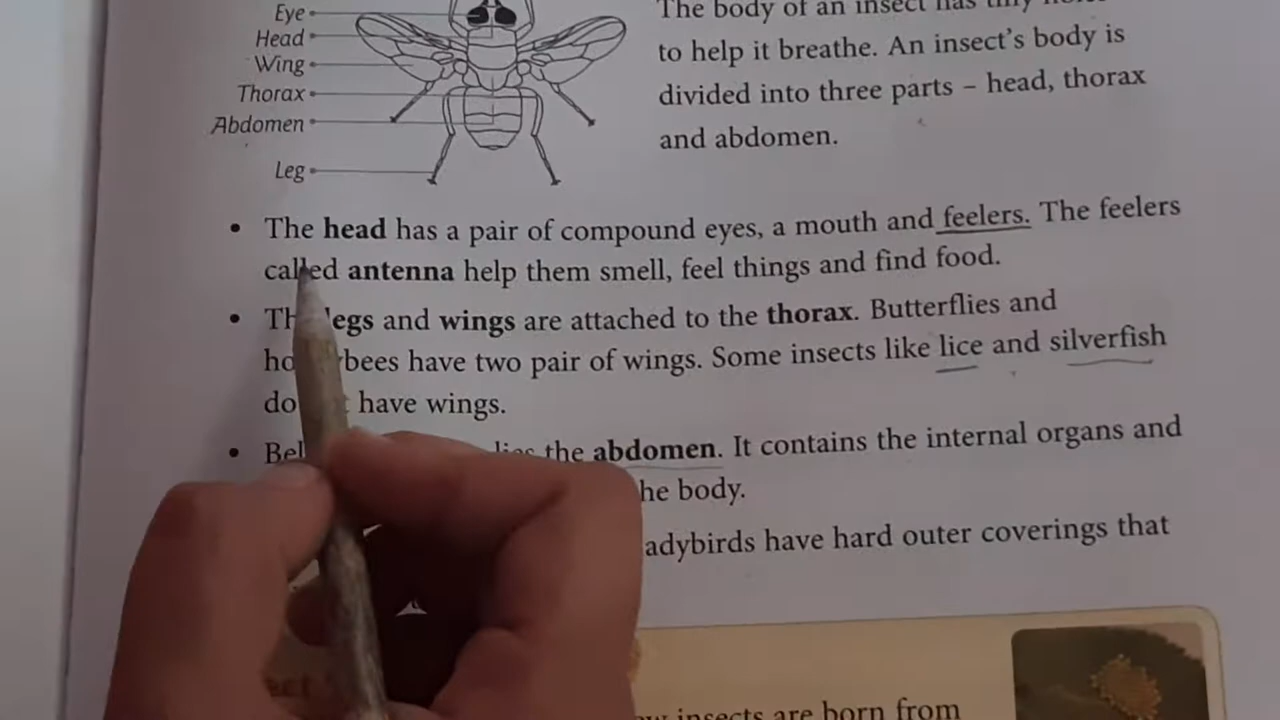 Eye
Head
Wing
Thorax
Abdomen
Leg
The body of an insect has tiny
to help it breathe. An insect's body is
divided into three parts – head, thorax
and abdomen.
• The head has a pair of compound eyes, a mouth and feelers. The feelers
called antenna help them smell, feel things and find food.
• legs and wings are attached to the thorax. Butterflies and
bees have two pair of wings. Some insects like lice and silverfish
do have wings.
• the abdomen. It contains the internal organs and
the body.
adybirds have hard outer coverings that
insects are born from